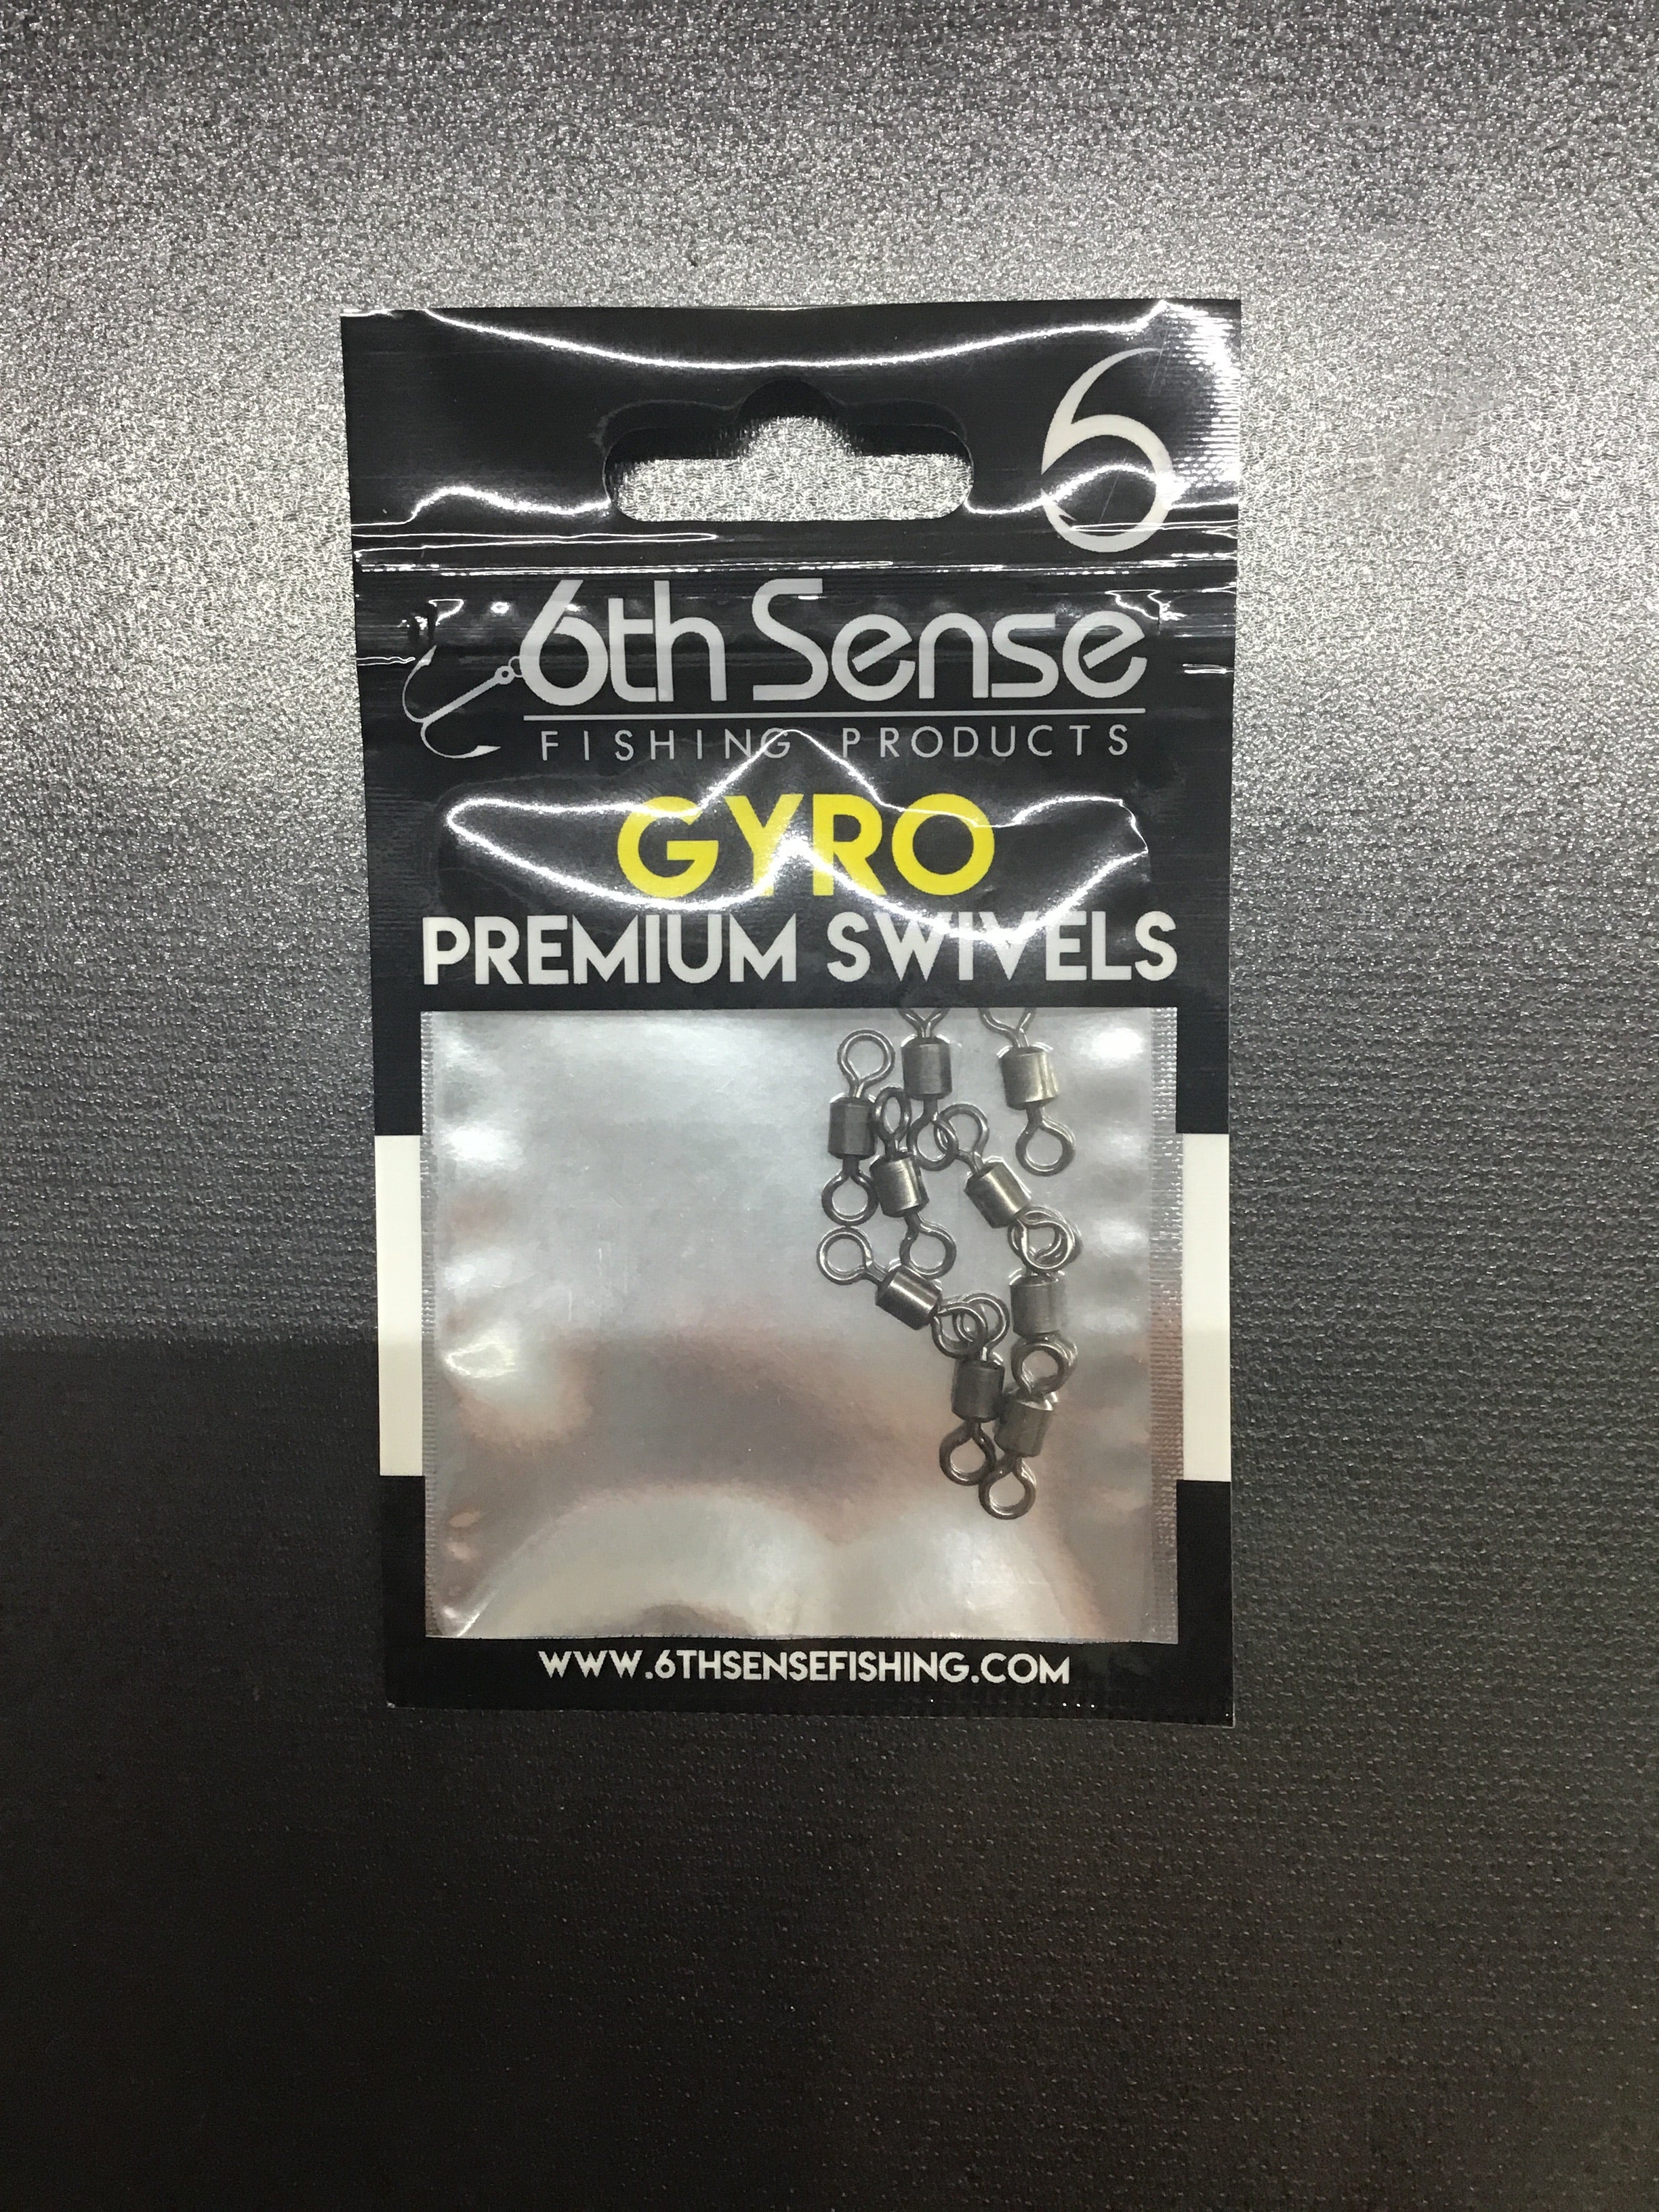 6
6th Sense
FISHING PRODUCTS
GYRO
PREMIUM SWIVELS
WWW.6THSENSEFISHING.COM